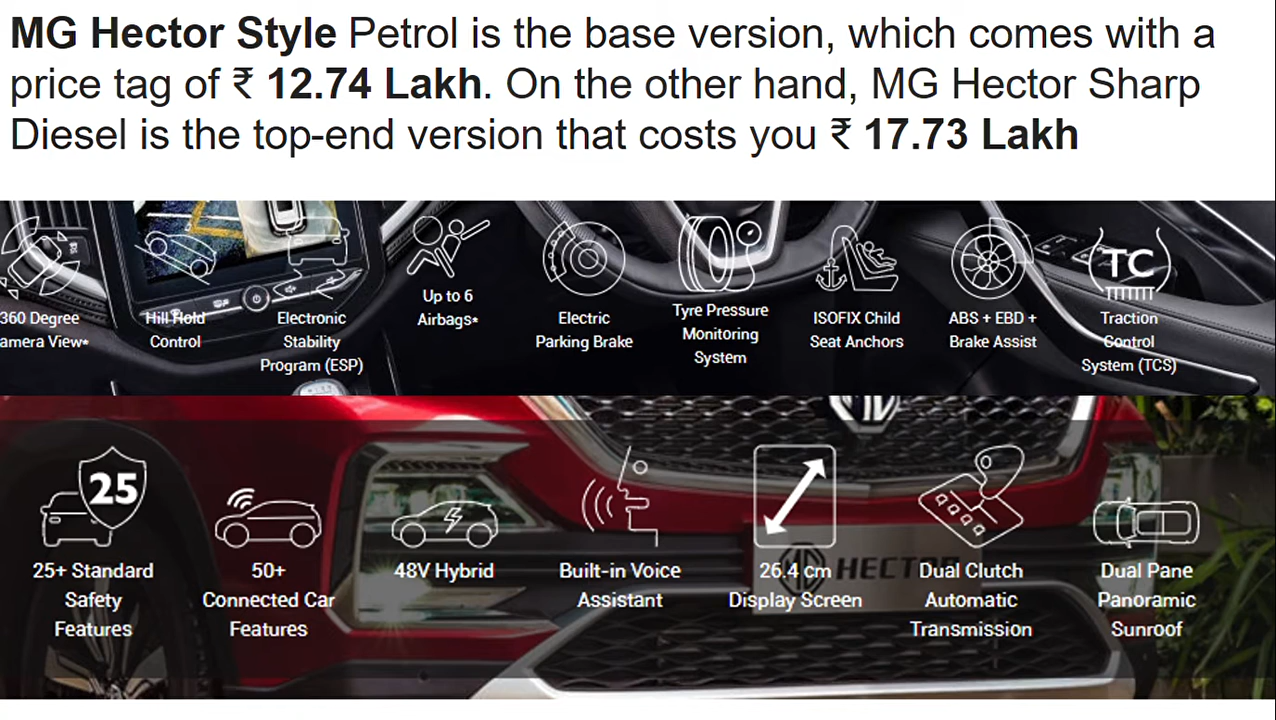 MG Hector Style Petrol is the base version, which comes with a
price tag of ₹ 12.74 Lakh. On the other hand, MG Hector Sharp
Diesel is the top-end version that costs you ₹ 17.73 Lakh
360 Degree
amera View*
Hill Hold
Control
Electronic
Stability
Program (ESP)
Up to 6
Airbags*
Electric
Parking Brake
Tyre Pressure
Monitoring
System
ISOFIX Child
Seat Anchors
ABS + EBD +
Brake Assist
TC
Traction
Control
System (TCS)
25
25+ Standard
Safety
Features
50+
Connected Car
Features
48V Hybrid
Built-in Voice
Assistant
26.4 cm
Display Screen
Dual Clutch
Automatic
Transmission
Dual Pane
Panoramic
Sunroof
MG HECTOR